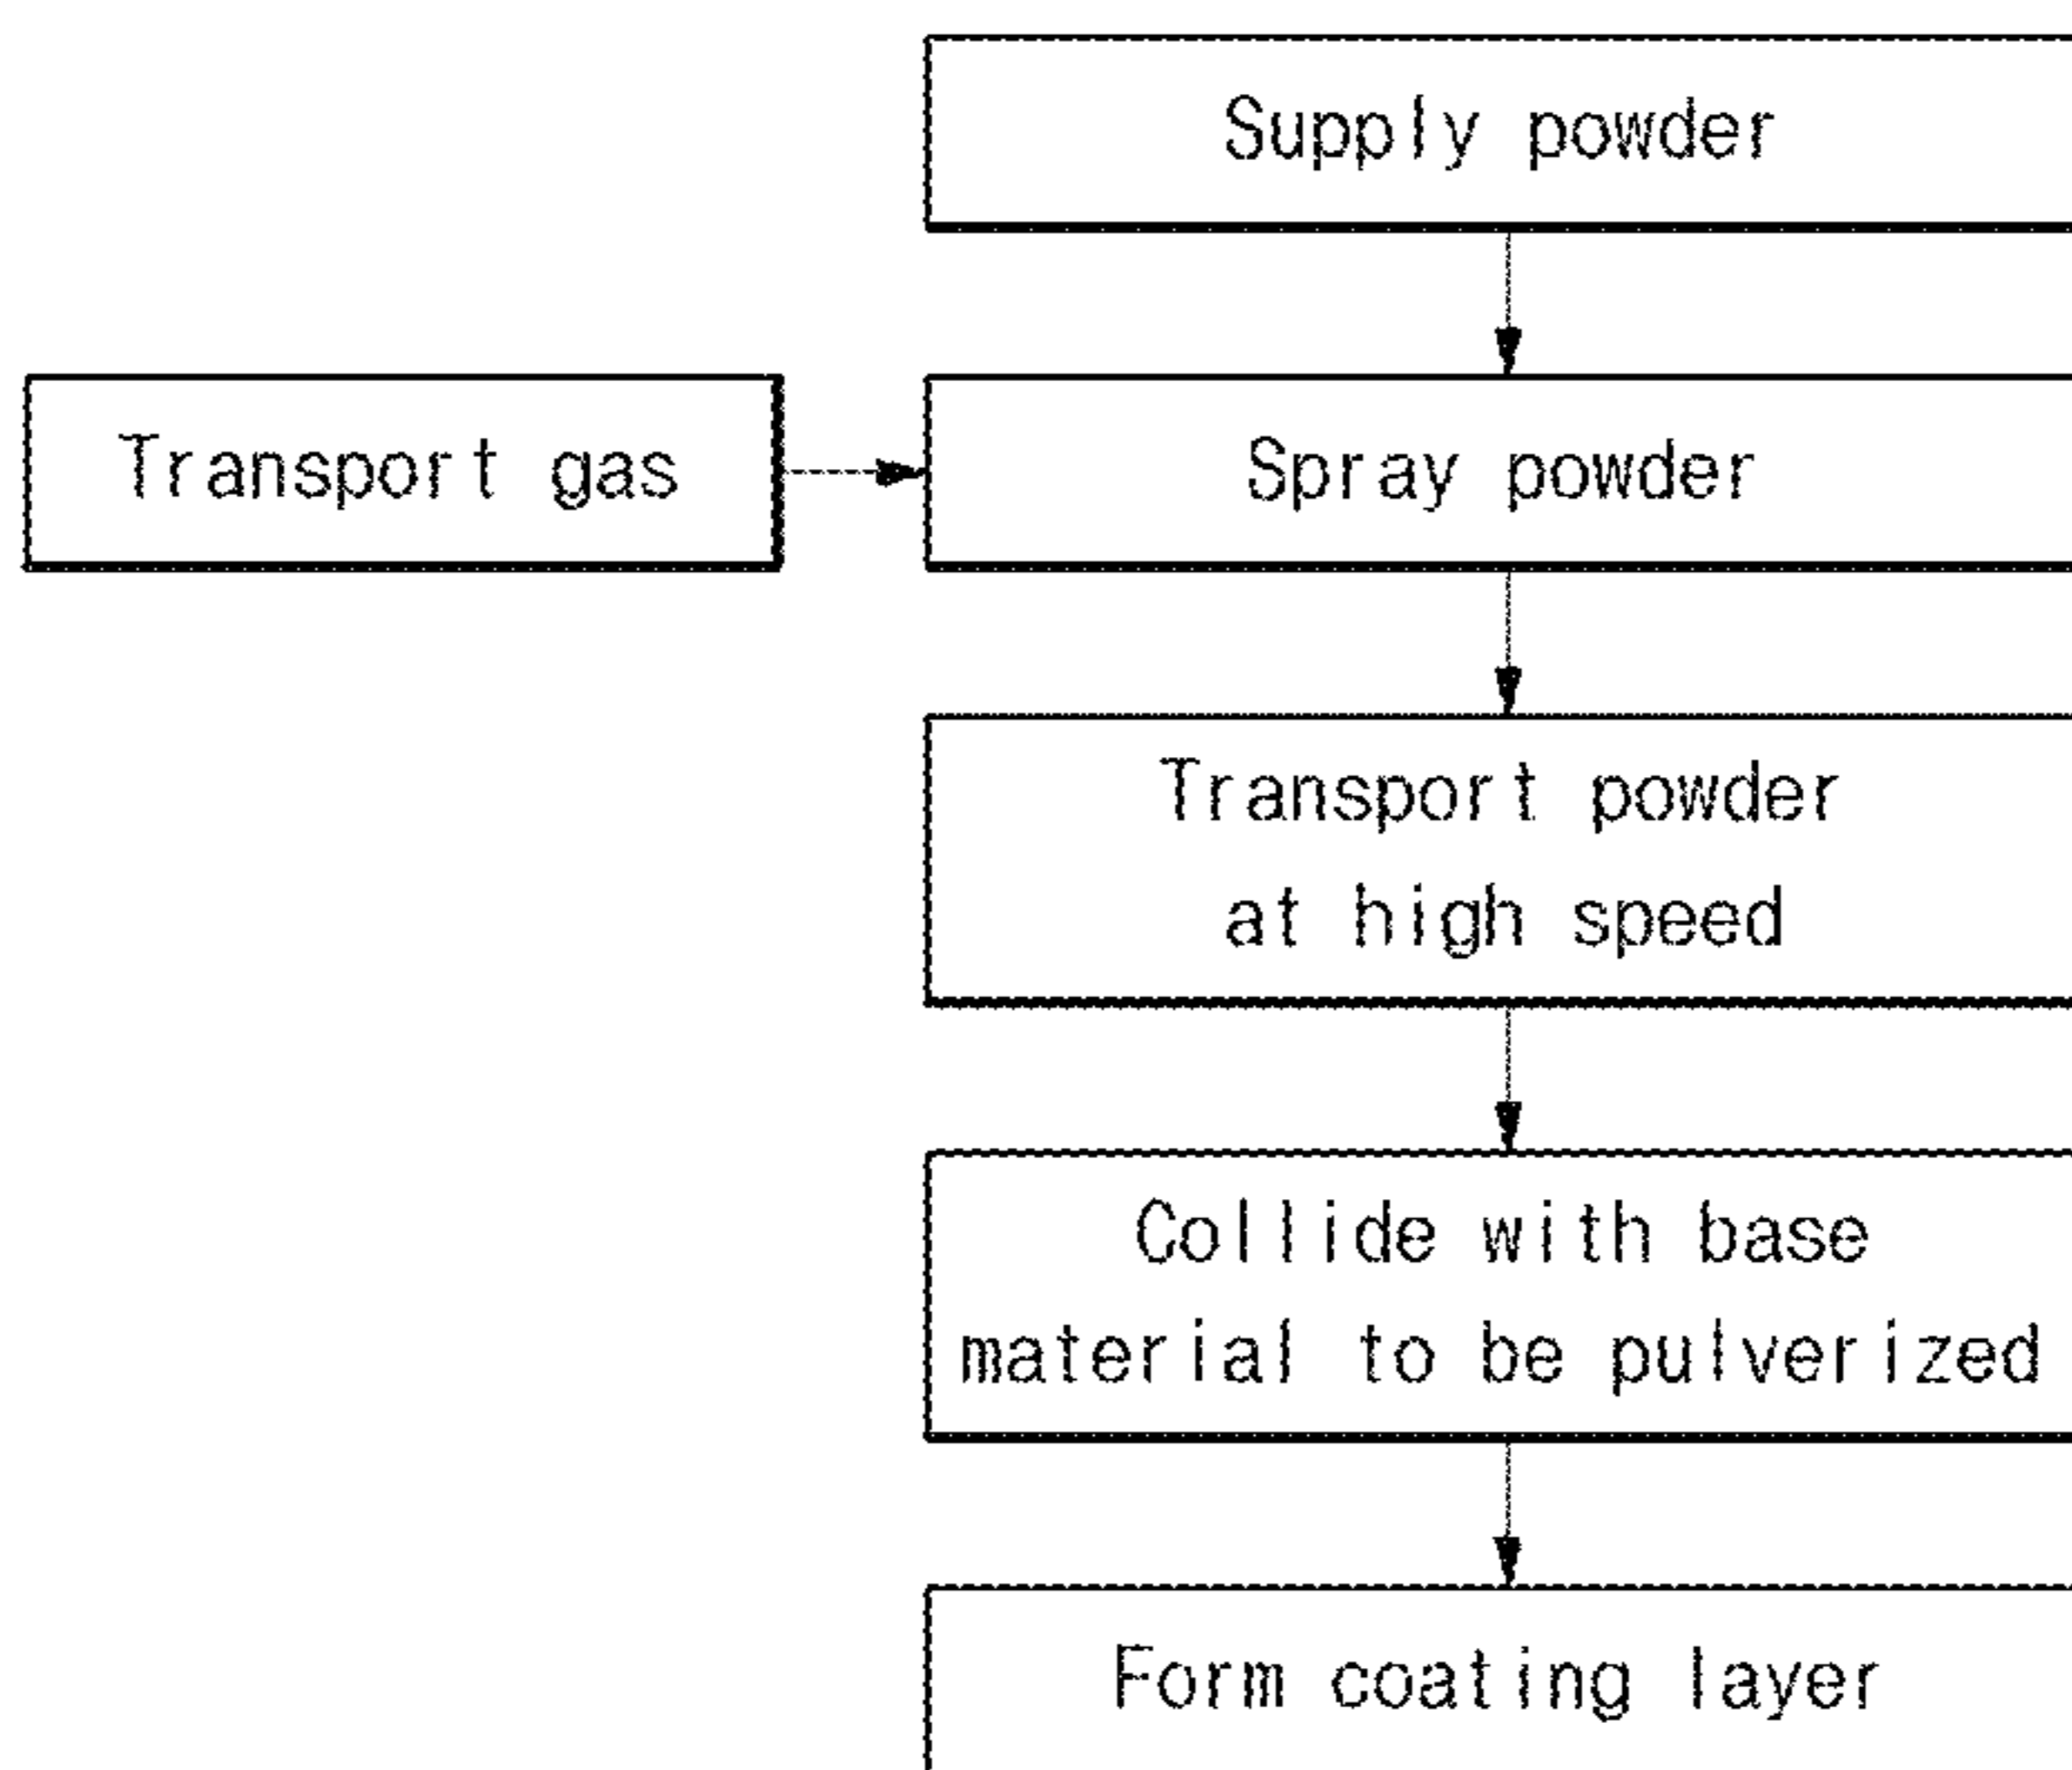 Supply powder
Transport gas
Spray powder
Transport powder
at high speed
Collide with base
material to be pulverized
Form coating layer